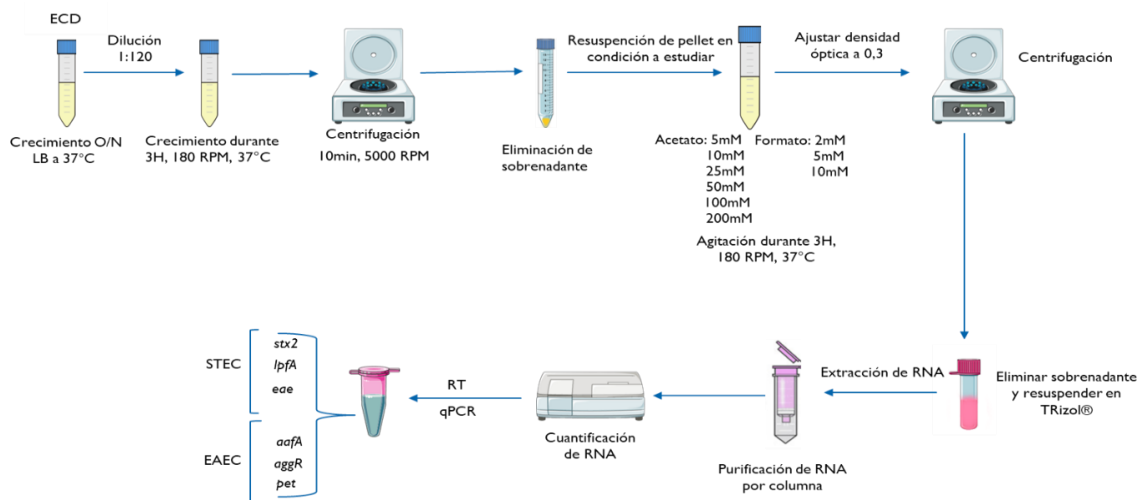 ECD
Dilución
1:120
Crecimiento O/N
LB a 37°C
Crecimiento durante
3H, 180 RPM, 37°C
Centrifugación
10min, 5000 RPM
Eliminación de
sobrenadante
Resuspención de pellet en
condición a estudiar
Acetato: 5mM
10mM
25mM
50mM
100mM
200mM
Formato: 2mM
5mM
10mM
Agitación durante 3H,
180 RPM, 37°C
Ajustar densidad
óptica a 0,3
Centrifugación
Eliminar sobrenadante
y resuspender en
TRizol®
Extracción de RNA
Purificación de RNA
por columna
Cuantificación
de RNA
RT
qPCR
STEC
stx2
lpfA
eae
EAEC
aafA
aggR
pet